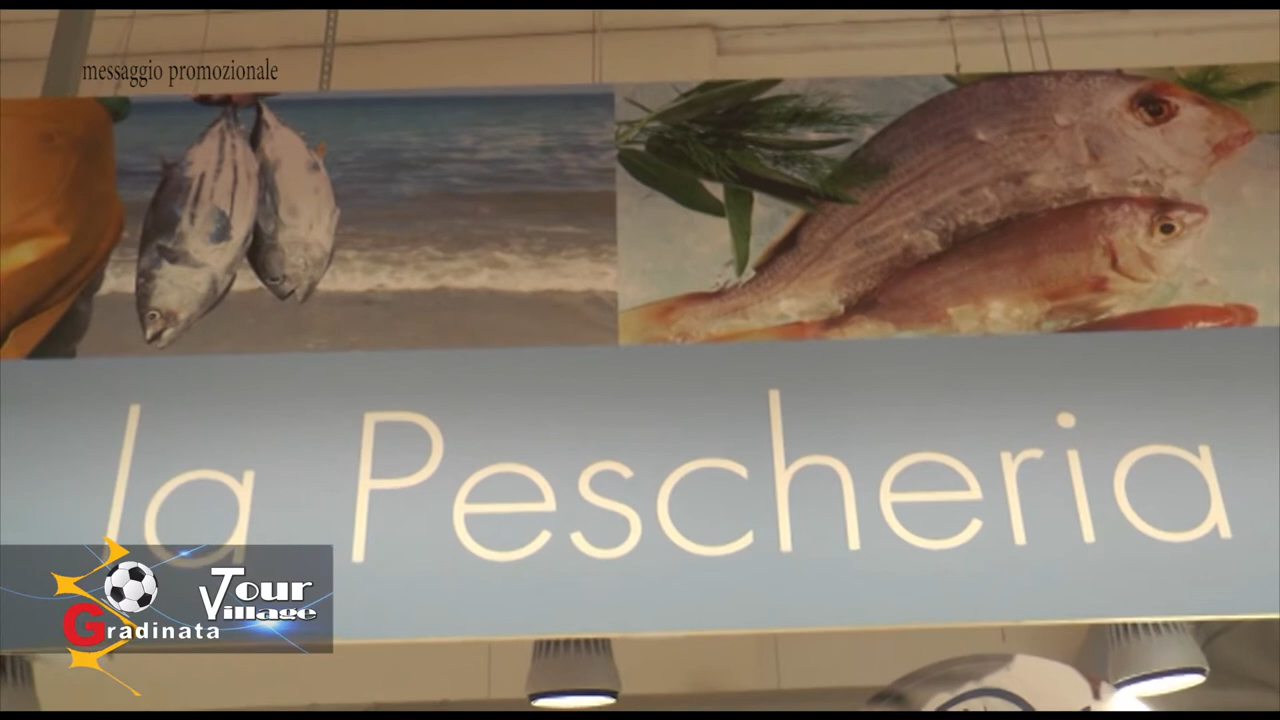 messaggio promozionale
la Pescheria
Tour
Village
Gradinata